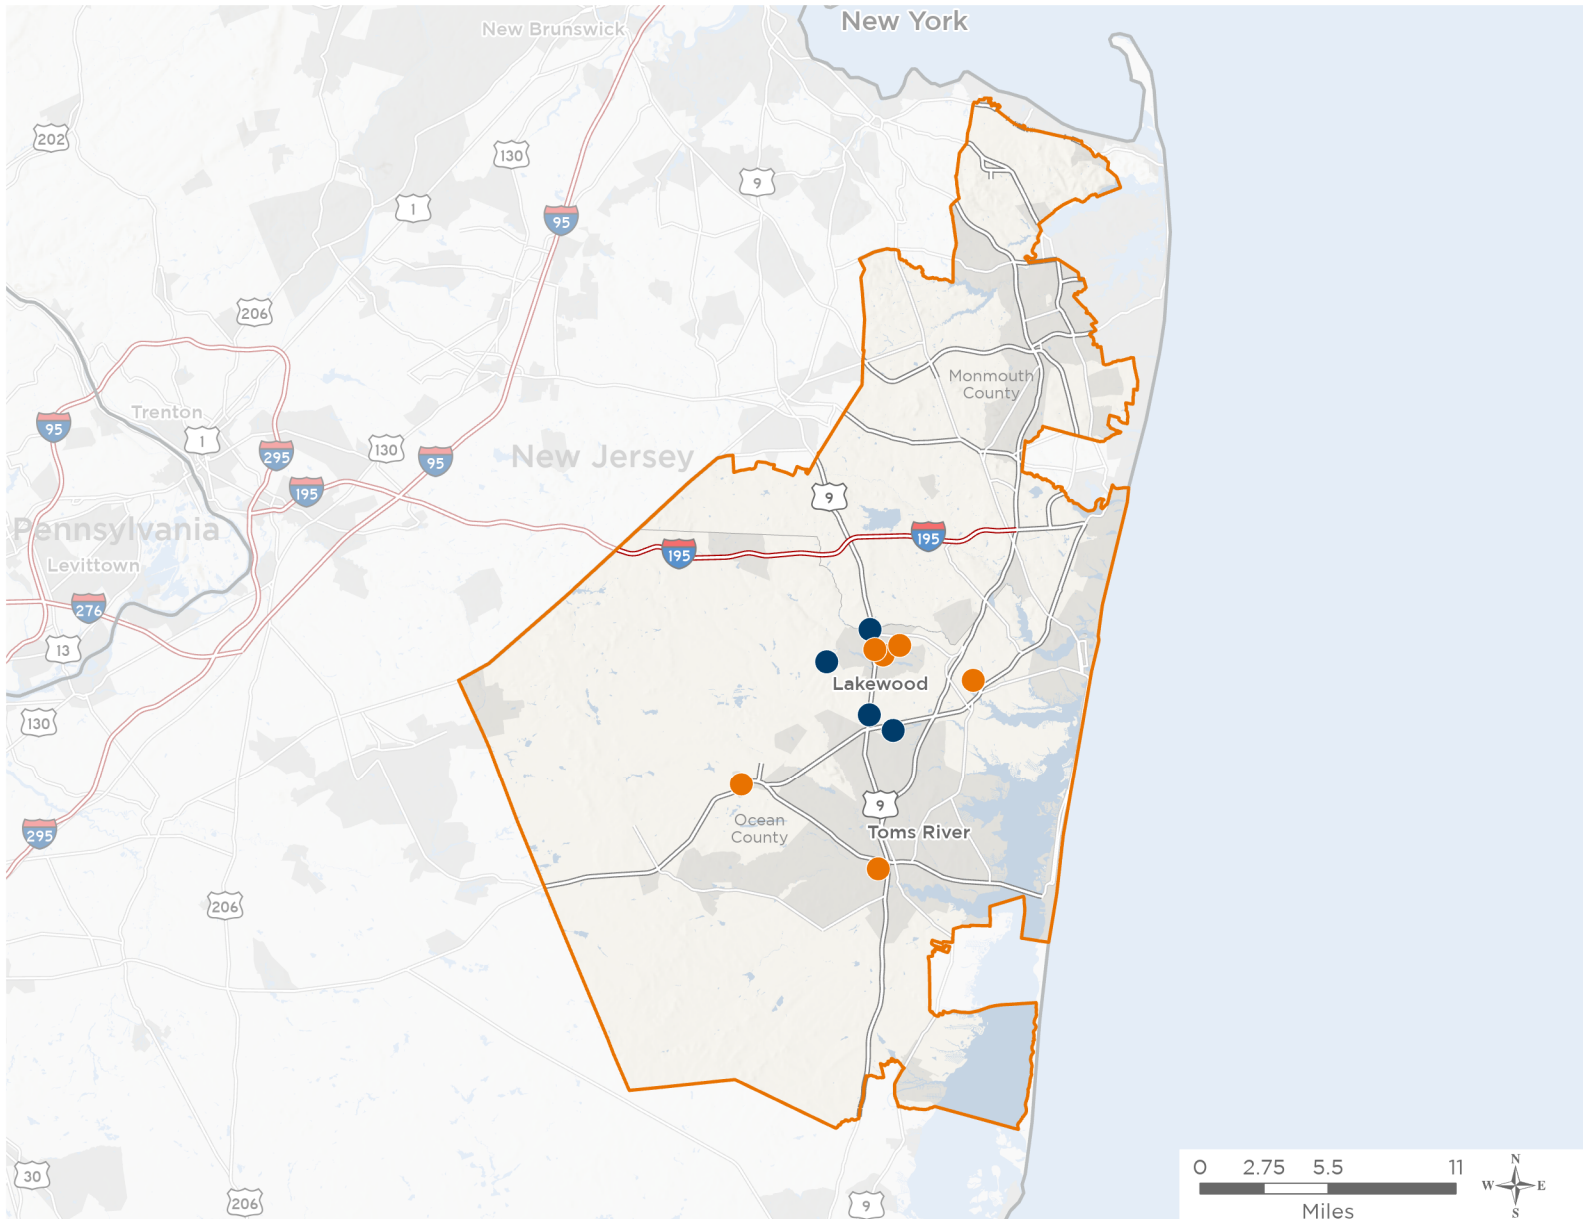 New York
New Brunswick
202
130
9
1
95
206
Monmouth
County
Trenton
95
1
130
295
95
New Jersey
195
9
Pennsylvania
195
195
Levittown
276
13
Lakewood
130
9
Ocean
County
Toms River
295
206
30
206
9
0 2.75 5.5 11
Miles
N
W E
S